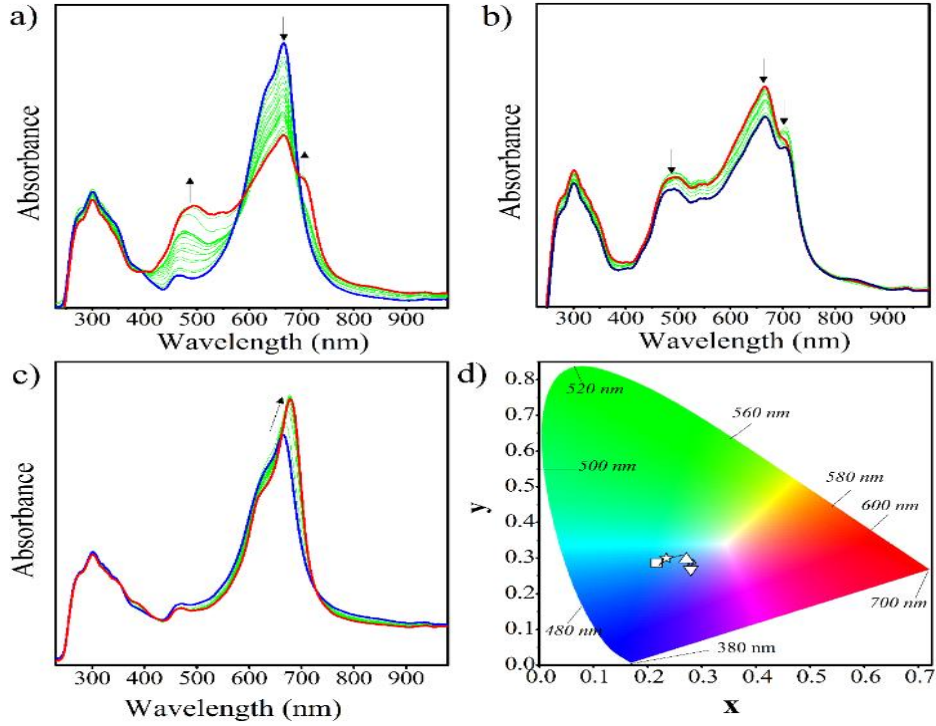 a)
Absorbance
300 400 500 600 700 800 900
Wavelength (nm)
b)
Absorbance
300 400 500 600 700 800 900
Wavelength (nm)
c)
Absorbance
300 400 500 600 700 800 900
Wavelength (nm)
d)
0.8
0.7
0.6
0.5
0.4
0.3
0.2
0.1
0.0
y
520 nm
560 nm
500 nm
580 nm
600 nm
700 nm
480 nm
380 nm
0.0 0.1 0.2 0.3 0.4 0.5 0.6 0.7
x